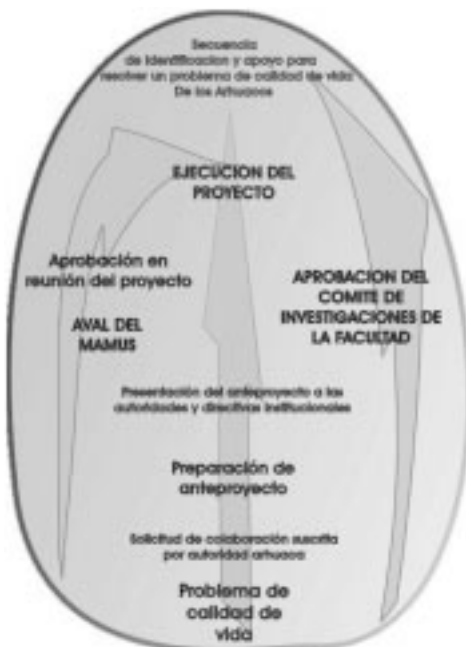 Secuencia
de identificacion y apoyo para
resolver un problema de calidad de vida
De los Arhuacos
EJECUCION DEL
PROYECTO
Aprobación en
reunión del proyecto
AVAL DEL
MAMUS
APROBACION DEL
COMITE DE
INVESTIGACIONES DE
LA FACULTAD
Presentación del anteproyecto a las
autoridades y directivas institucionales
Preparación de
anteproyecto
Solicitud de colaboración suscrita
por autoridad arhuaca
Problema de
calidad de
vida